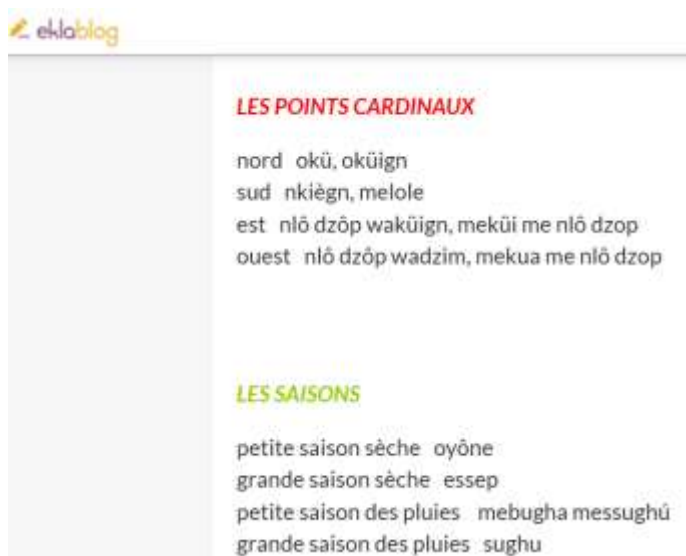 eklablog
LES POINTS CARDINAUX
nord okü, oküign
sud nkiègn, melole
est nlô dzôp waküign, meküi me nlô dzop
ouest nlô dzôp wadzim, mekua me nlô dzop
LES SAISONS
petite saison sèche oyône
grande saison sèche essep
petite saison des pluies mebugha messughú
grande saison des pluies sughu